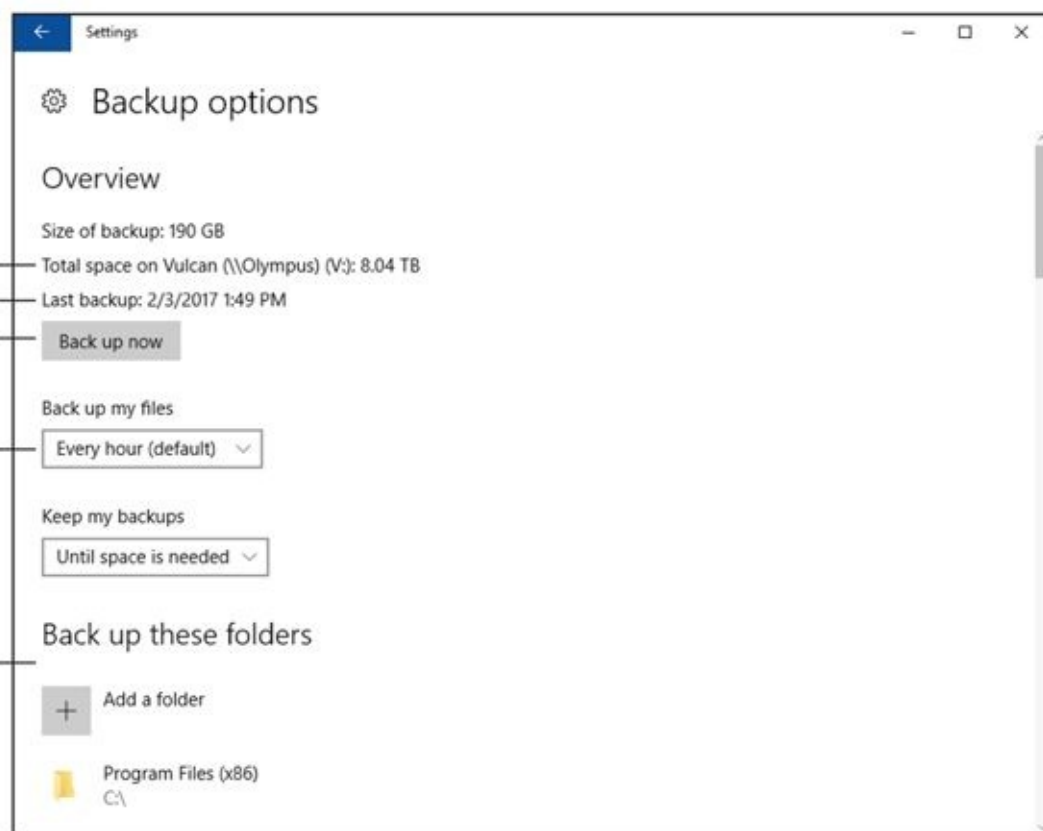 Settings
Backup options
Overview
Size of backup: 190 GB
Total space on Vulcan (\\Olympus) (V:): 8.04 TB
Last backup: 2/3/2017 1:49 PM
Back up now
Back up my files
Every hour (default)
Keep my backups
Until space is needed
Back up these folders
Add a folder
Program Files (x86)
C:\